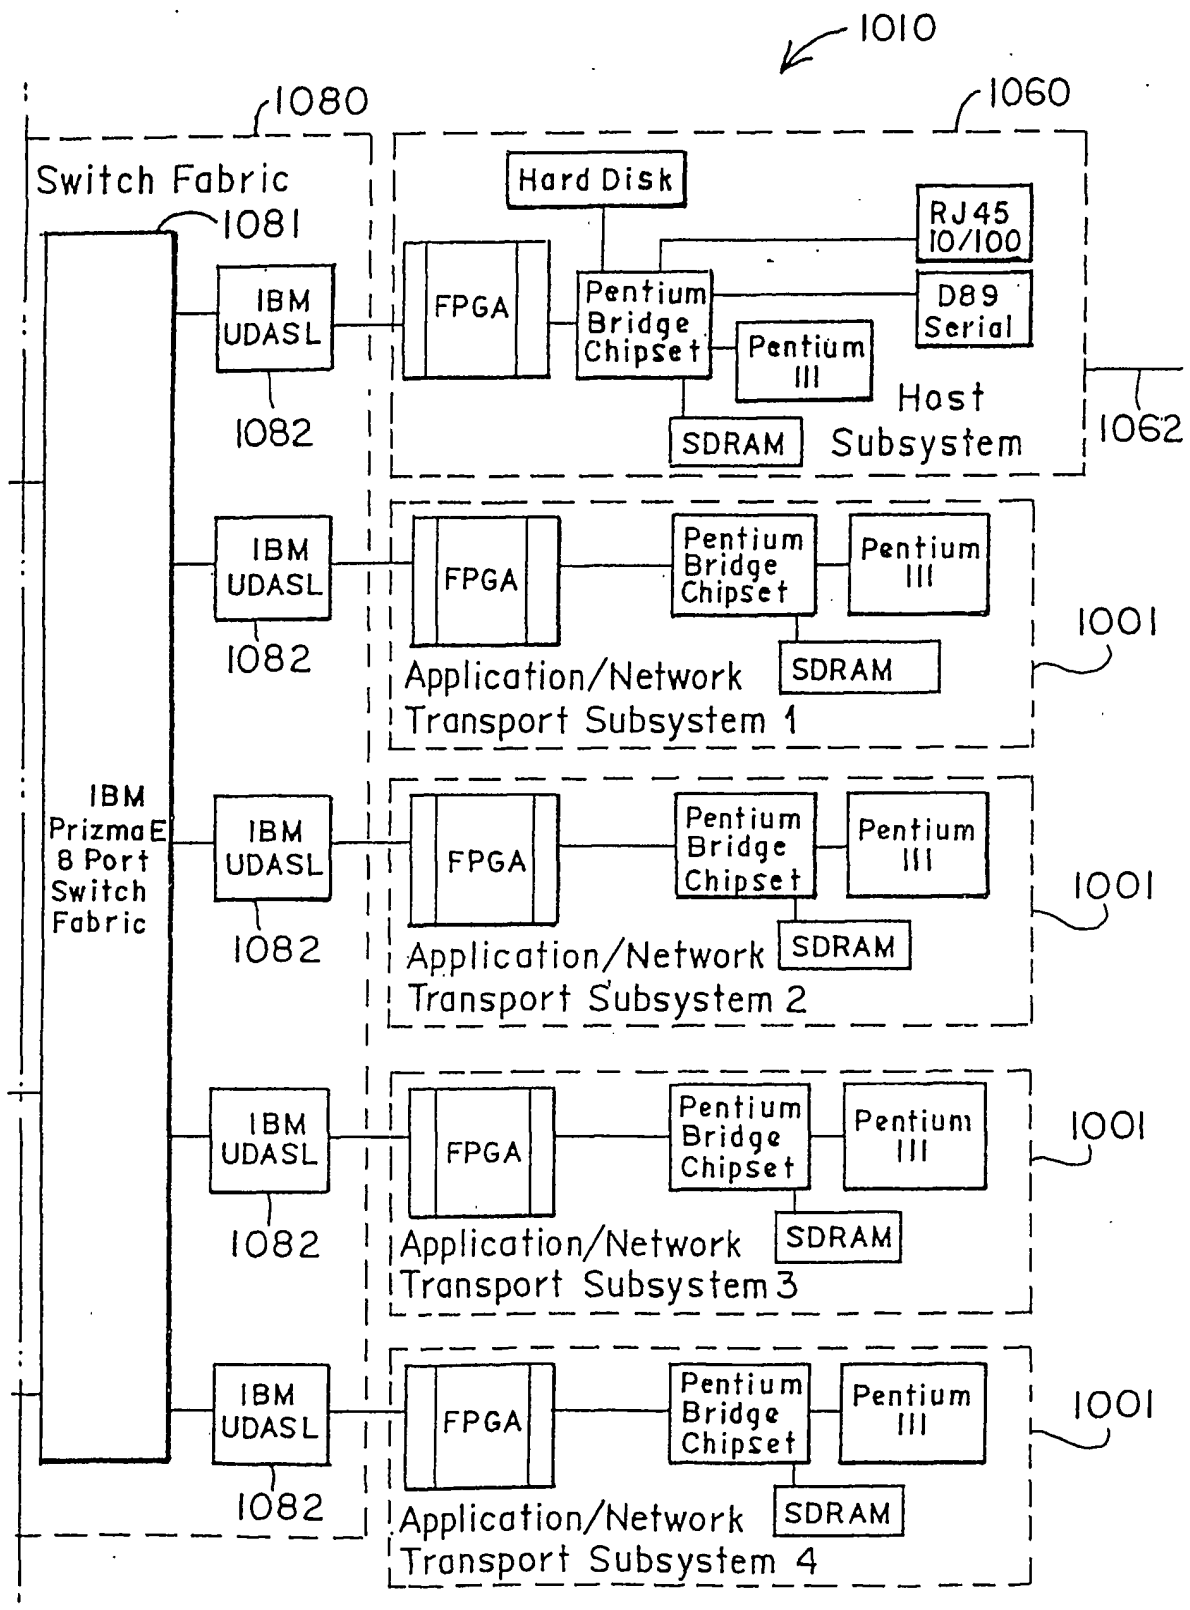 1010
1080
1060
Switch Fabric
1081
Hard Disk
RJ45
10/100
IBM
UDASL
FPGA
Pentium
Bridge
Chipset
D89
Serial
Pentium
III
1082
SDRAM
Host
Subsystem
1062
IBM
UDASL
FPGA
Pentium
Bridge
Chipset
Pentium
III
1082
SDRAM
1001
Application/Network
Transport Subsystem 1
IBM
PrizmaE
8 Port
Switch
Fabric
IBM
UDASL
FPGA
Pentium
Bridge
Chipset
Pentium
III
1082
SDRAM
1001
Application/Network
Transport Subsystem 2
IBM
UDASL
FPGA
Pentium
Bridge
Chipset
Pentium
III
1082
SDRAM
1001
Application/Network
Transport Subsystem 3
IBM
UDASL
FPGA
Pentium
Bridge
Chipset
Pentium
III
1082
SDRAM
1001
Application/Network
Transport Subsystem 4